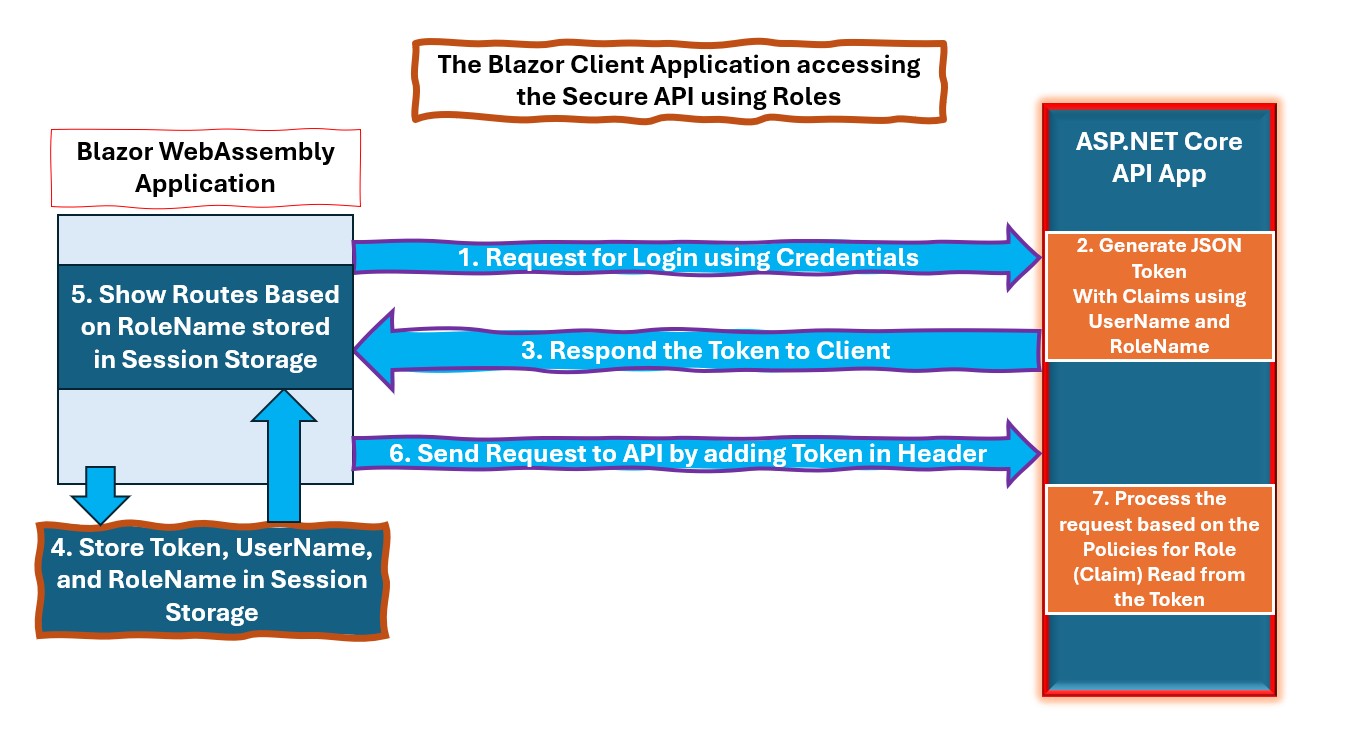 The Blazor Client Application accessing
the Secure API using Roles
Blazor WebAssembly
Application
ASP.NET Core
API App
1. Request for Login using Credentials
2. Generate JSON
Token
With Claims using
UserName and
RoleName
3. Respond the Token to Client
4. Store Token, UserName,
and RoleName in Session
Storage
5. Show Routes Based
on RoleName stored
in Session Storage
6. Send Request to API by adding Token in Header
7. Process the
request based on the
Policies for Role
(Claim) Read from
the Token